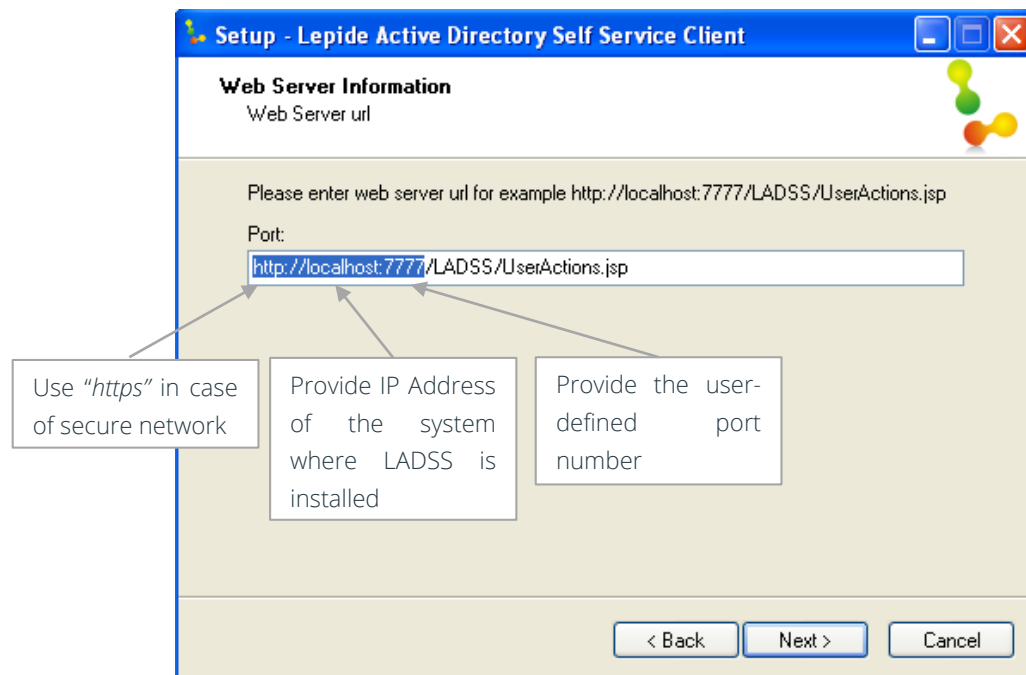 Setup - Lepide Active Directory Self Service Client
Web Server Information
Web Server url
Please enter web server url for example http://localhost:7777/LADSS/UserActions.jsp
Port:
http://localhost:7777/LADSS/UserActions.jsp
Use “https” in case
of secure network
Provide IP Address
of the system
where LADSS is
installed
Provide the user-
defined port
number
< Back
Next >
Cancel